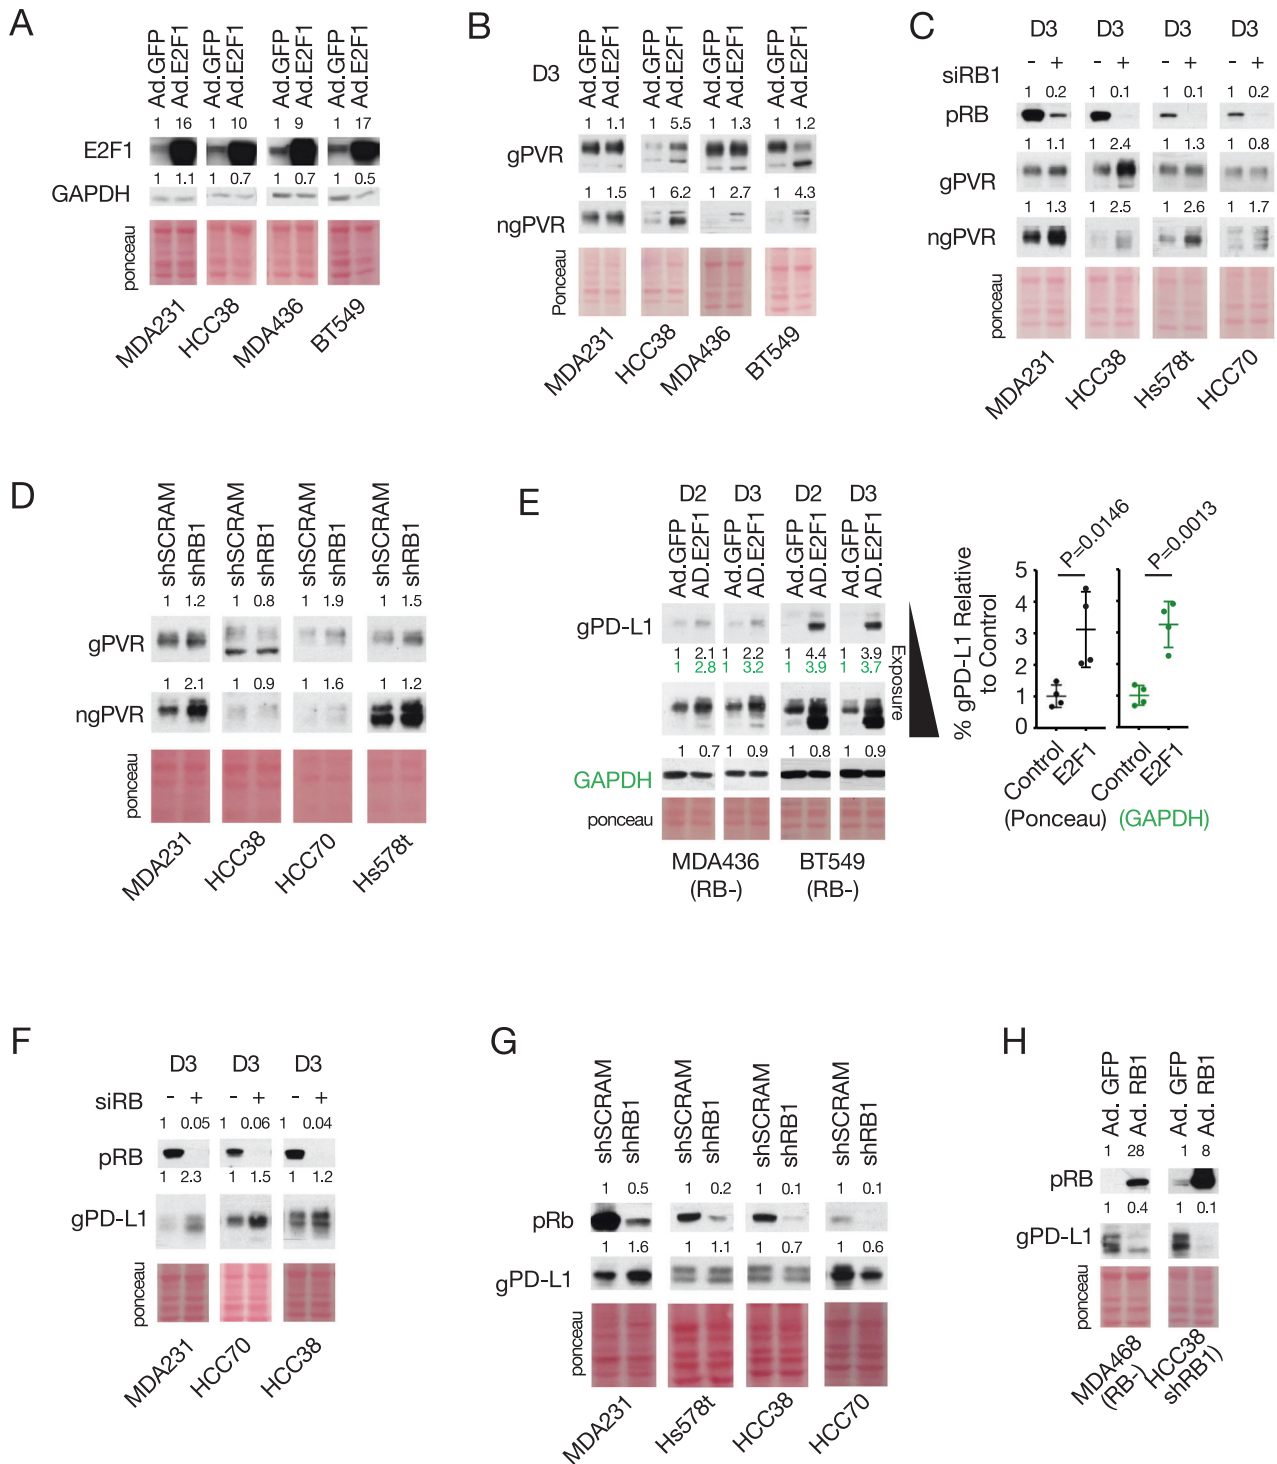 A
Ad.GFP Ad.E2F1 Ad.GFP Ad.E2F1 Ad.GFP Ad.E2F1 Ad.GFP Ad.E2F1
1 16 1 10 1 9 1 17
E2F1
1 1.1 1 0.7 1 0.7 1 0.5
GAPDH
ponceau
MDA231 HCC38 MDA436 BT549
B
D3
Ad.GFP Ad.E2F1 Ad.GFP Ad.E2F1 Ad.GFP Ad.E2F1 Ad.GFP Ad.E2F1
1 1.1 1 5.5 1 1.3 1 1.2
gPVR
1 1.5 1 6.2 1 2.7 1 4.3
ngPVR
Ponceau
MDA231 HCC38 MDA436 BT549
C
D3 D3 D3 D3
siRB1 - + - + - + - +
1 0.2 1 0.1 1 0.1 1 0.2
pRB
1 1.1 1 2.4 1 1.3 1 0.8
gPVR
1 1.3 1 2.5 1 2.6 1 1.7
ngPVR
ponceau
MDA231 HCC38 Hs578t HCC70
D
shSCRAM shRB1 shSCRAM shRB1 shSCRAM shRB1 shSCRAM shRB1
1 1.2 1 0.8 1 1.9 1 1.5
gPVR
1 2.1 1 0.9 1 1.6 1 1.2
ngPVR
ponceau
MDA231 HCC38 HCC70 Hs578t
E
D2 D3 D2 D3
Ad.GFP AD.E2F1 Ad.GFP AD.E2F1 Ad.GFP AD.E2F1 Ad.GFP AD.E2F1
gPD-L1
1 2.1 1 2.2 1 4.4 1 3.9
1 2.8 1 3.2 1 3.9 1 3.7
Exposure
1 0.7 1 0.9 1 0.8 1 0.9
GAPDH
ponceau
MDA436 BT549
(RB-) (RB-)
P=0.0146 P=0.0013
% gPD-L1 Relative
to Control
5
4
3
2
1
0
Control E2F1 Control E2F1
(Ponceau) (GAPDH)
F
D3 D3 D3
siRB - + - + - +
1 0.05 1 0.06 1 0.04
pRB
1 2.3 1 1.5 1 1.2
gPD-L1
ponceau
MDA231 HCC70 HCC38
G
shSCRAM shRB1 shSCRAM shRB1 shSCRAM shRB1 shSCRAM shRB1
1 0.5 1 0.2 1 0.1 1 0.1
pRb
1 1.6 1 1.1 1 0.7 1 0.6
gPD-L1
ponceau
MDA231 Hs578t HCC38 HCC70
H
Ad. GFP Ad. RB1 Ad. GFP Ad. RB1
1 28 1 8
pRB
1 0.4 1 0.1
gPD-L1
ponceau
MDA468 HCC38
(RB-) (shRB1)